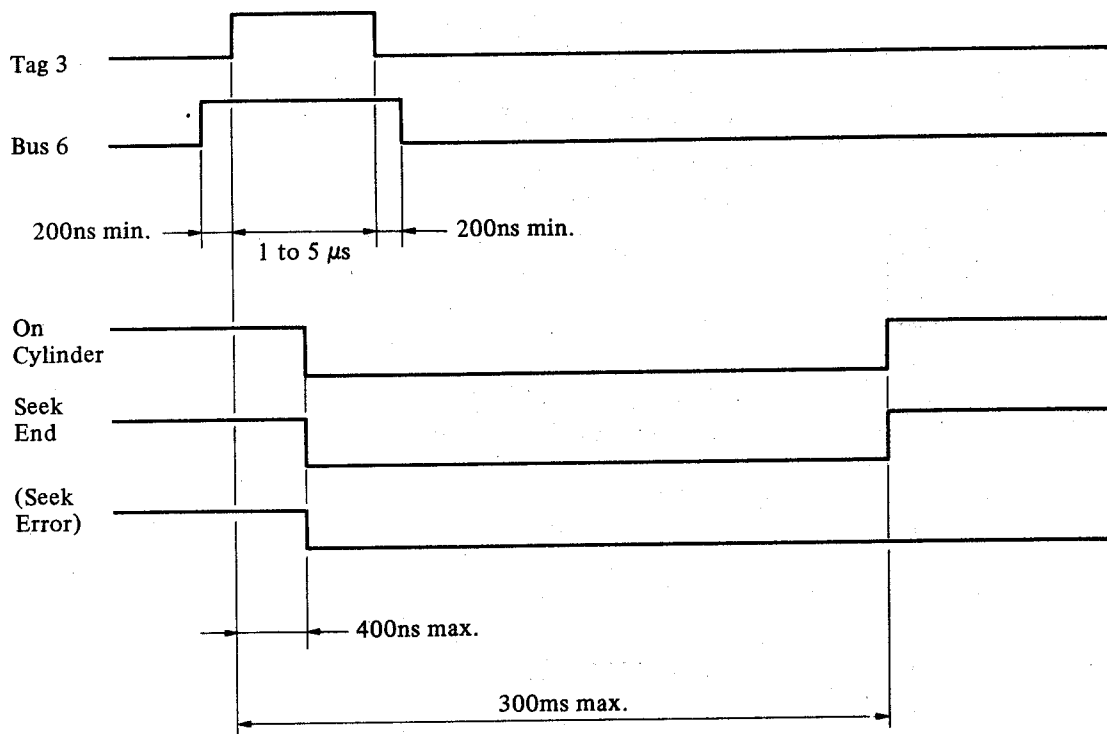 Tag 3
Bus 6
200ns min.
200ns min.
1 to 5 μs
On
Cylinder
Seek
End
(Seek
Error)
400ns max.
300ms max.